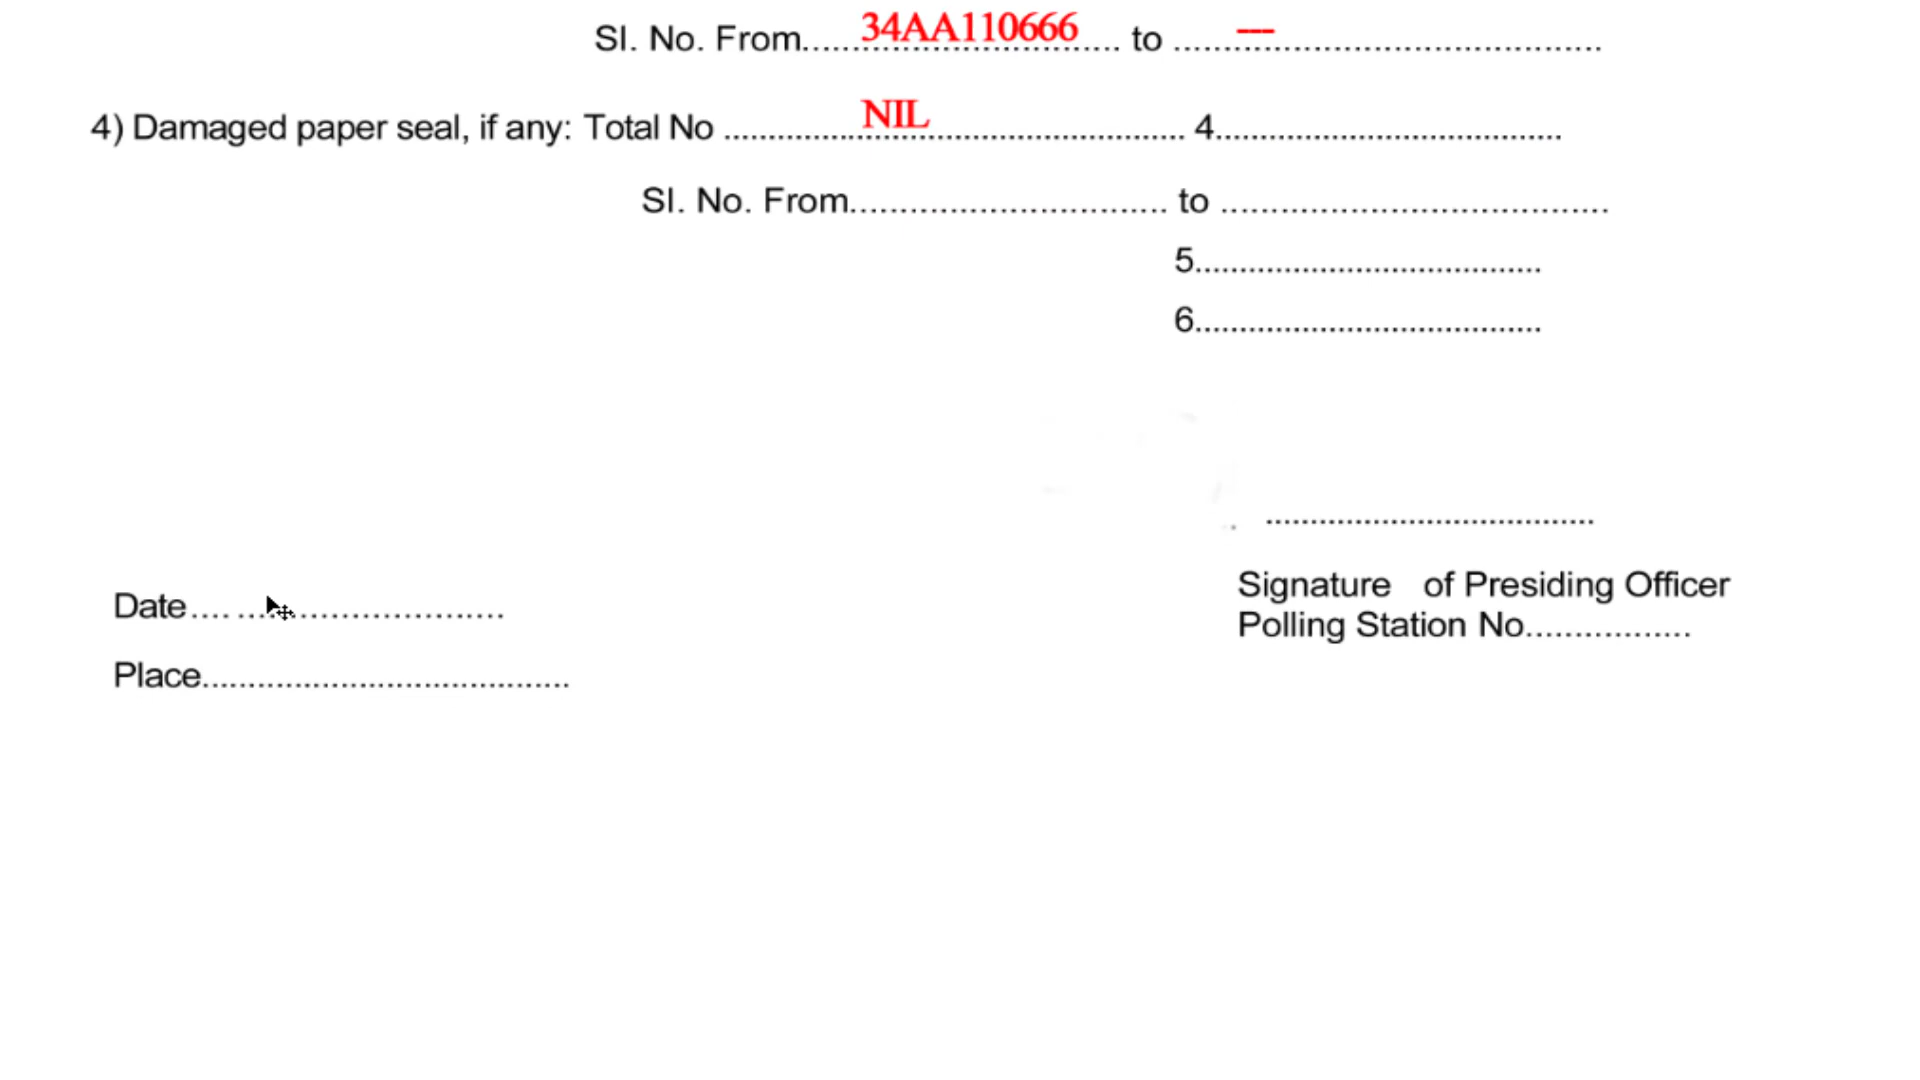 Sl. No. From.....34AA110666..... to .....---.....
4) Damaged paper seal, if any: Total No .....NIL..... 4.....
Sl. No. From..... to .....
5.....
6.....
Signature of Presiding Officer
Date.....
Polling Station No.....
Place.....